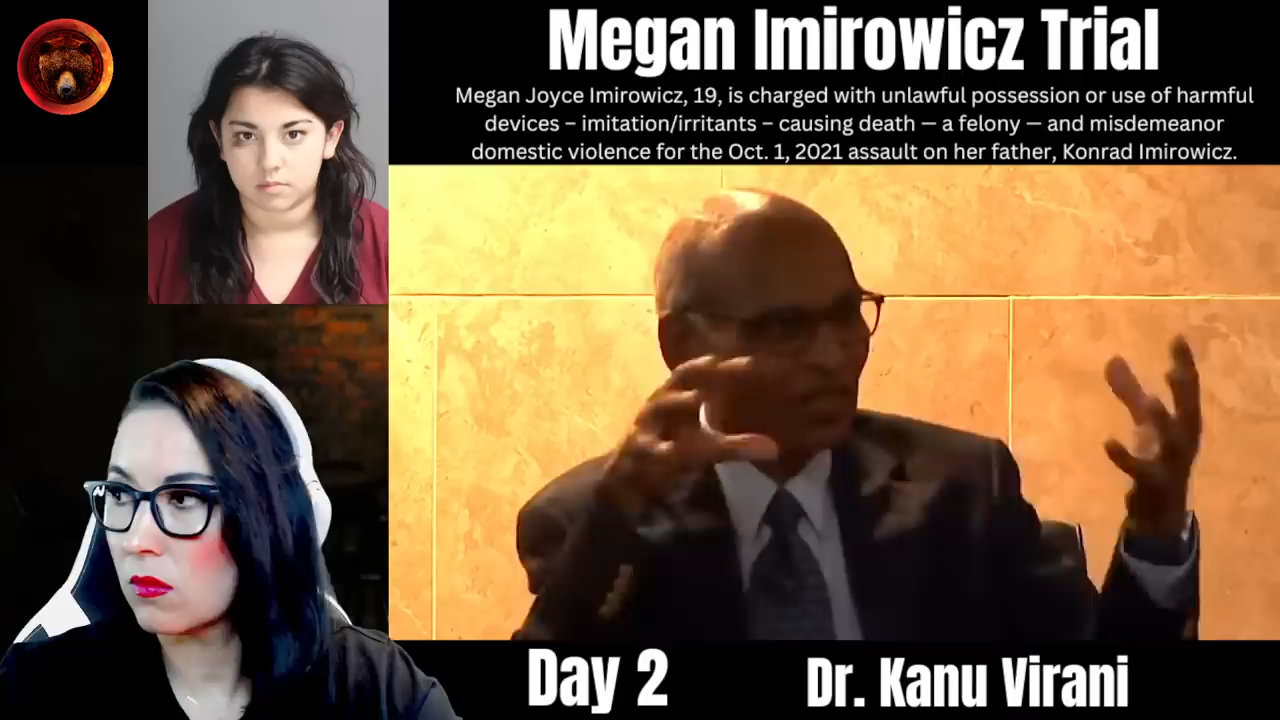 Megan Imirowicz Trial
Megan Joyce Imirowicz, 19, is charged with unlawful possession or use of harmful
devices – imitation/irritants – causing death — a felony — and misdemeanor
domestic violence for the Oct. 1, 2021 assault on her father, Konrad Imirowicz.
Day 2
Dr. Kanu Virani